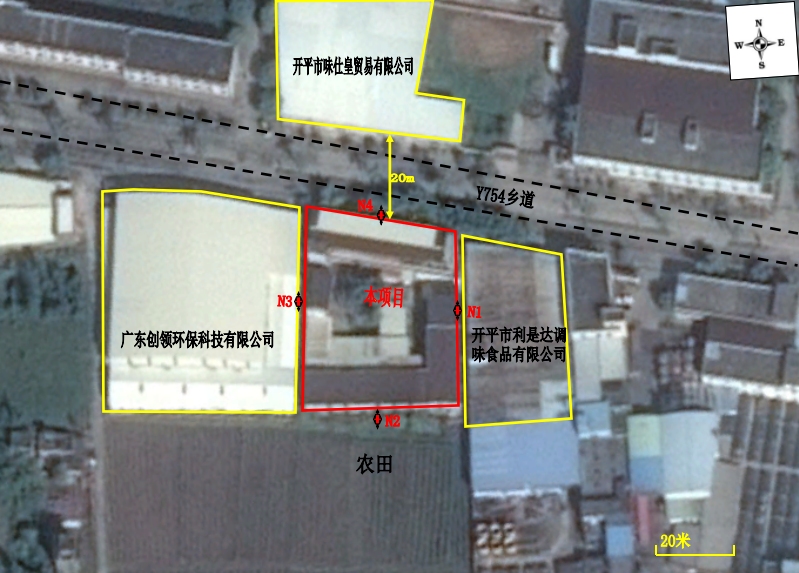 N
W E
S
开平市味仕皇贸易有限公司
20m
Y754乡道
N4
本项目
N3
N1
广东创领环保科技有限公司
开平市利是达调
味食品有限公司
N2
农田
20米